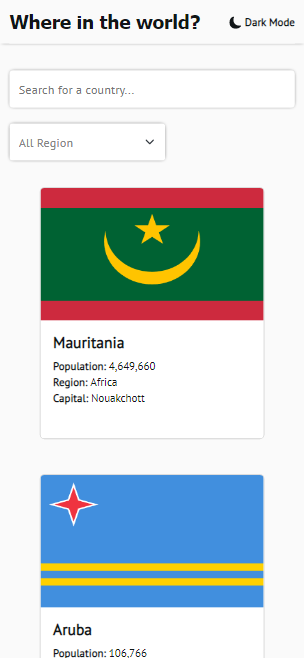 Where in the world?
Dark Mode
Search for a country...
All Region
Mauritania
Population: 4,649,660
Region: Africa
Capital: Nouakchott
Aruba
Population: 106,766